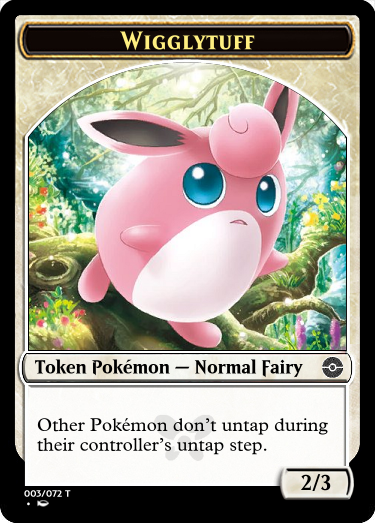 Wigglytuff
Token Pokémon — Normal Fairy
Other Pokémon don't untap during
their controller's untap step.
2/3
003/072 T